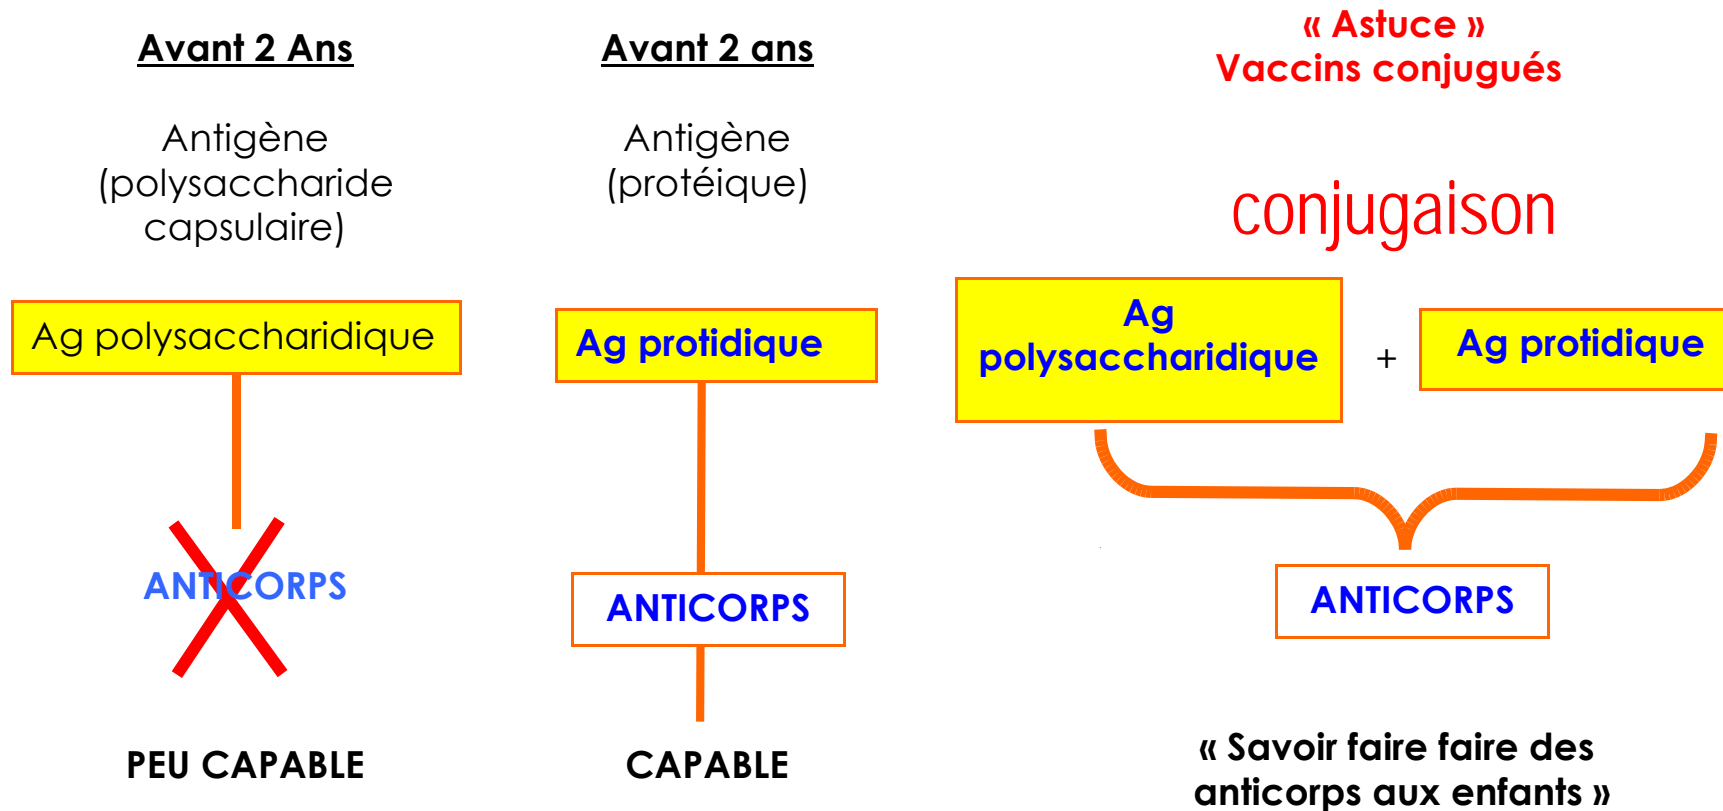 Avant 2 Ans
Antigène
(polysaccharide
capsulaire)
Ag polysaccharidique
ANTICORPS
PEU CAPABLE
Avant 2 ans
Antigène
(protéique)
Ag protidique
ANTICORPS
CAPABLE
« Astuce »
Vaccins conjugués
conjugaison
Ag
polysaccharidique
+
Ag protidique
ANTICORPS
« Savoir faire faire des
anticorps aux enfants »